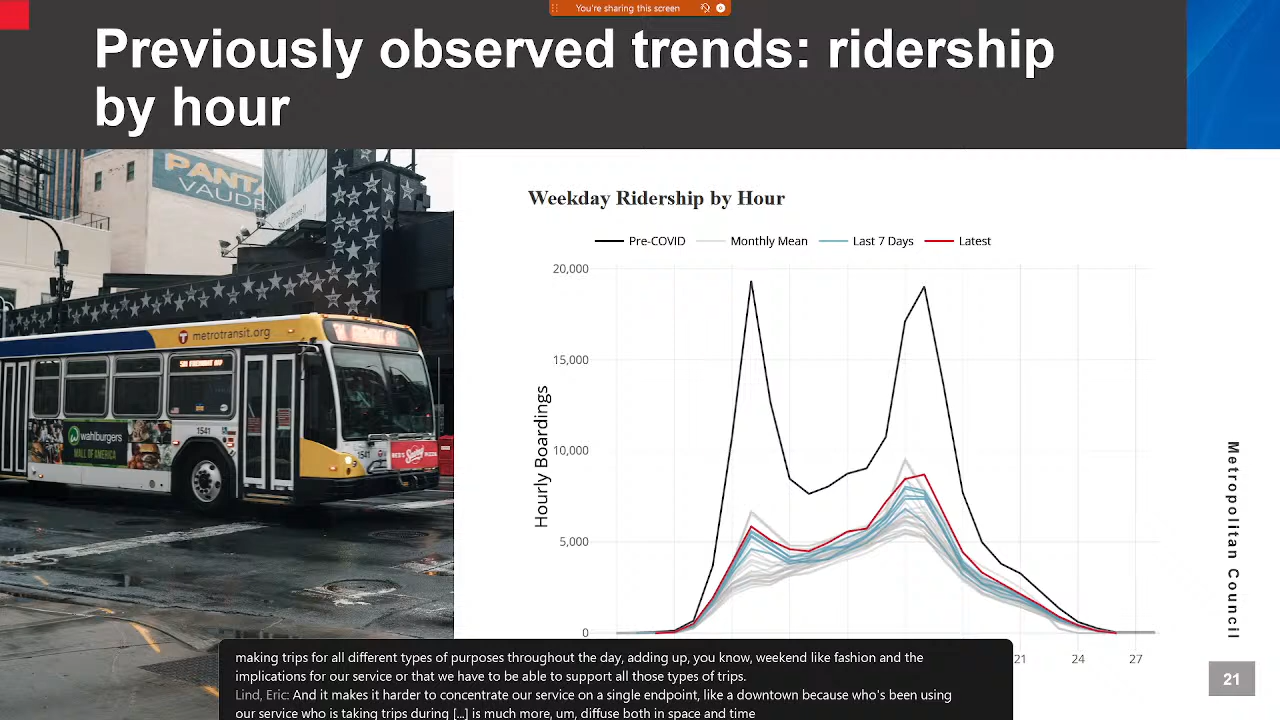 You're sharing this screen
Previously observed trends: ridership
by hour
PANTA
VAUDE
metrotransit.org
1541
1541
wahlburgers
MALL OF AMERICA
Weekday Ridership by Hour
Pre-COVID Monthly Mean Last 7 Days Latest
Hourly Boardings
20,000
15,000
10,000
5,000
0
21 24 27
Metropolitan Council
21
making trips for all different types of purposes throughout the day, adding up, you know, weekend like fashion and the
implications for our service or that we have to be able to support all those types of trips.
Lind, Eric: And it makes it harder to concentrate our service on a single endpoint, like a downtown because who's been using
our service who is taking trips during [...] is much more, um, diffuse both in space and time